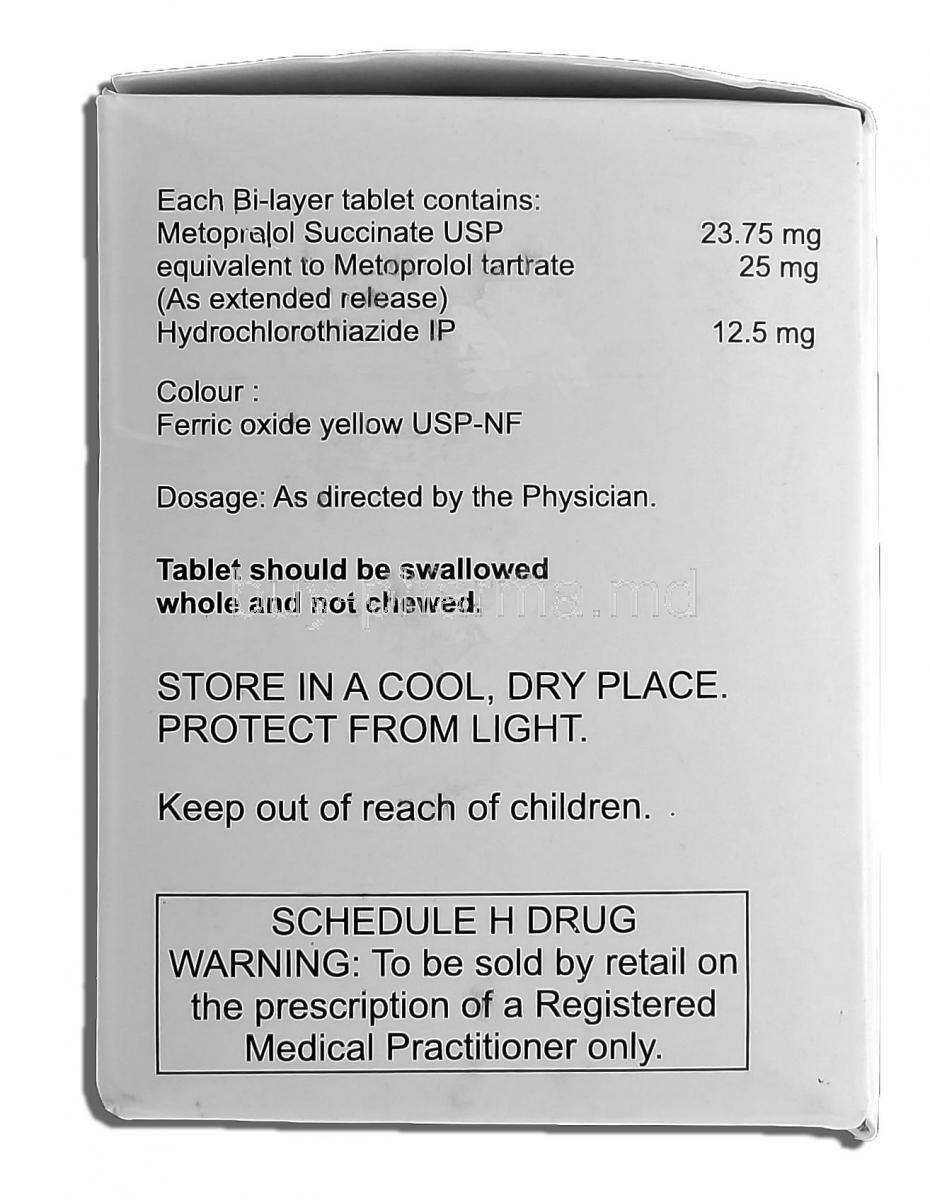 Each Bi-layer tablet contains:
Metoprolol Succinate USP 23.75 mg
equivalent to Metoprolol tartrate 25 mg
(As extended release)
Hydrochlorothiazide IP 12.5 mg
Colour :
Ferric oxide yellow USP-NF
Dosage: As directed by the Physician.
Tablet should be swallowed
whole and not chewed.
buy-pharma.md
STORE IN A COOL, DRY PLACE.
PROTECT FROM LIGHT.
Keep out of reach of children.
SCHEDULE H DRUG
WARNING: To be sold by retail on
the prescription of a Registered
Medical Practitioner only.